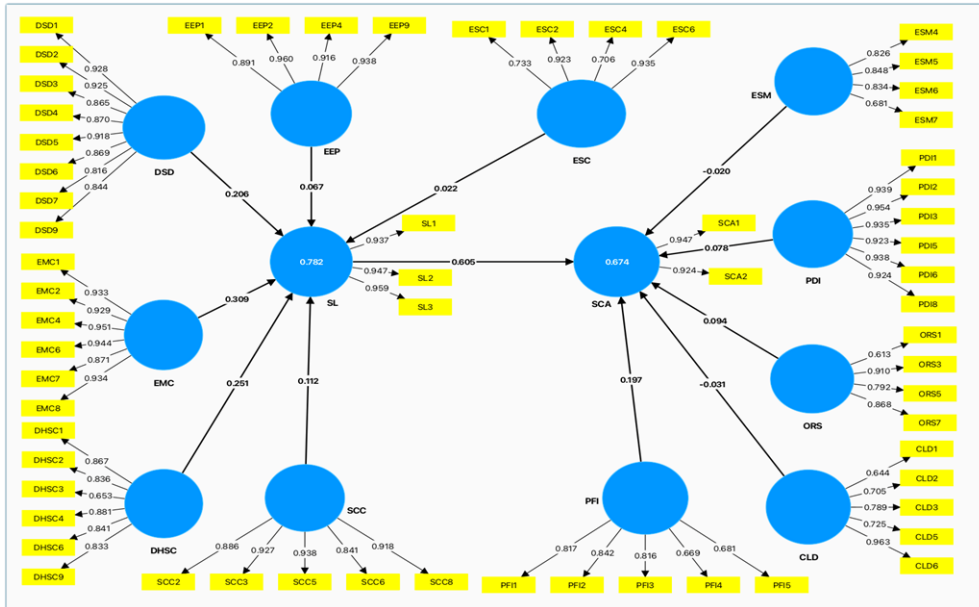 DSD1
DSD2
DSD3
DSD4
DSD5
DSD6
DSD7
DSD9
0.928
0.925
0.865
0.870
0.918
0.869
0.816
0.844
DSD
EEP1
EEP2
EEP4
EEP9
0.891
0.960
0.916
0.938
EEP
ESC1
ESC2
ESC4
ESC6
0.733
0.923
0.706
0.935
ESC
ESM4
ESM5
ESM6
ESM7
0.826
0.848
0.834
0.681
ESM
0.206
0.067
0.022
-0.020
PDI1
PDI2
PDI3
PDI5
PDI6
PDI8
0.939
0.954
0.935
0.923
0.938
0.924
PDI
0.782
SL
SL1
SL2
SL3
0.937
0.947
0.959
0.605
0.674
SCA
SCA1
SCA2
0.947
0.924
0.078
EMC1
EMC2
EMC4
EMC6
EMC7
EMC8
0.933
0.929
0.951
0.944
0.871
0.934
EMC
0.309
0.251
0.112
0.197
-0.031
0.094
ORS1
ORS3
ORS5
ORS7
0.613
0.910
0.792
0.868
ORS
DHSC1
DHSC2
DHSC3
DHSC4
DHSC6
DHSC9
0.867
0.836
0.653
0.881
0.841
0.833
DHSC
SCC
0.886
0.927
0.938
0.841
0.918
SCC2
SCC3
SCC5
SCC6
SCC8
PFI
0.817
0.842
0.816
0.669
0.681
PFI1
PFI2
PFI3
PFI4
PFI5
CLD1
CLD2
CLD3
CLD5
CLD6
0.644
0.705
0.789
0.725
0.963
CLD